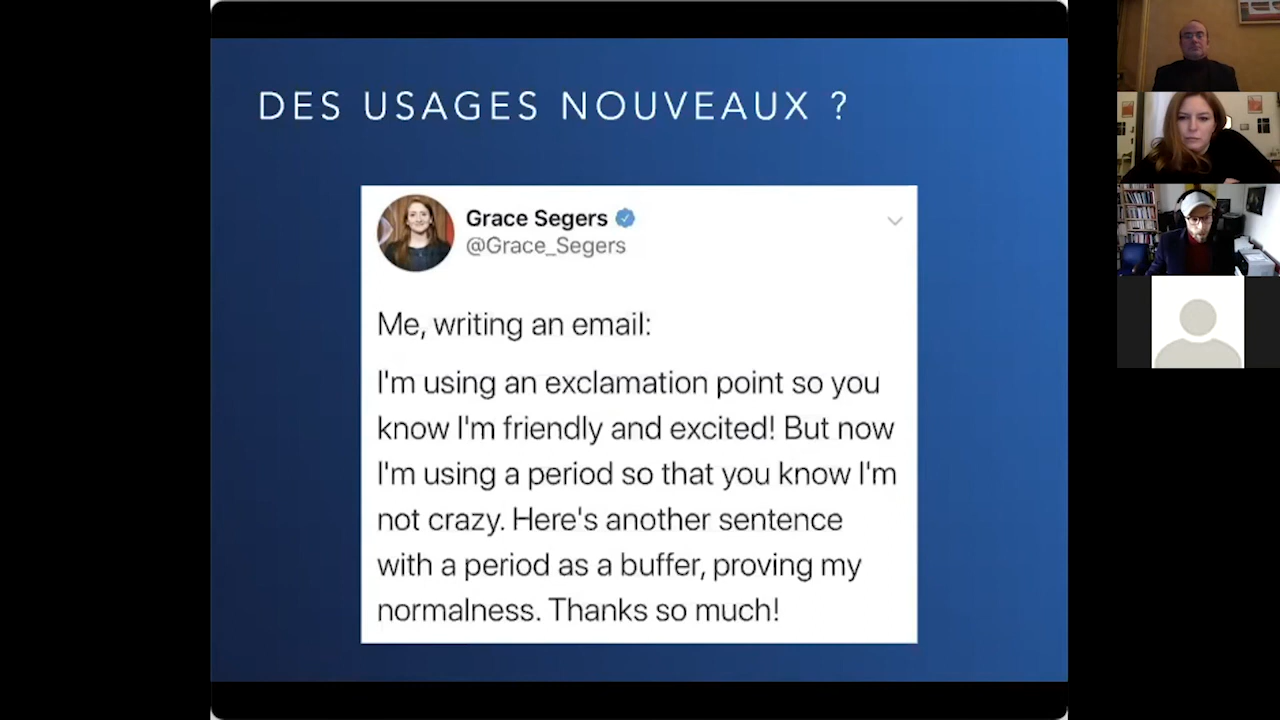 DES USAGES NOUVEAUX ?
Grace Segers
@Grace_Segers
Me, writing an email:
I'm using an exclamation point so you
know I'm friendly and excited! But now
I'm using a period so that you know I'm
not crazy. Here's another sentence
with a period as a buffer, proving my
normalness. Thanks so much!